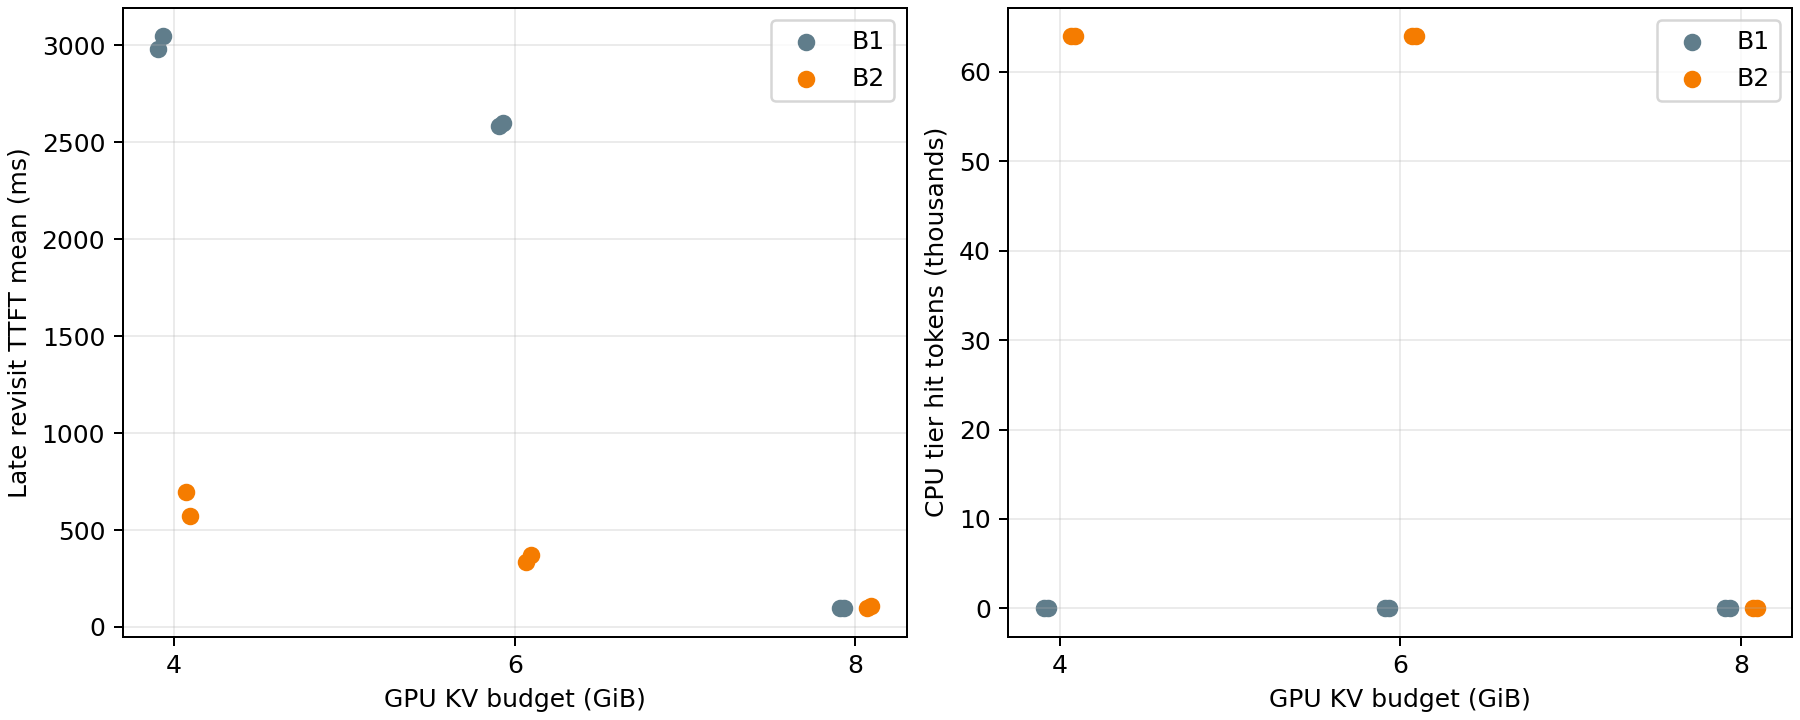 Late revisit TTFT mean (ms)
3000
2500
2000
1500
1000
500
0
4
6
8
GPU KV budget (GiB)
B1
B2
CPU tier hit tokens (thousands)
60
50
40
30
20
10
0
4
6
8
GPU KV budget (GiB)
B1
B2